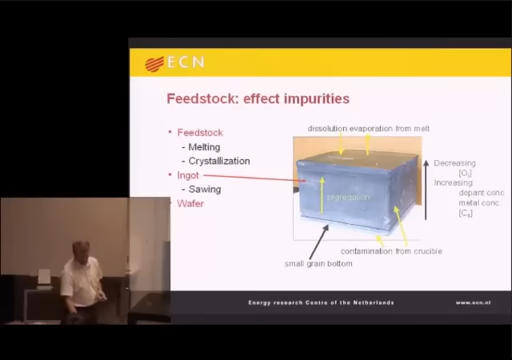 ECN
Feedstock: effect impurities
• Feedstock
- Melting
- Crystallization
• Ingot
- Sawing
• Wafer
dissolution evaporation from melt
segregation
Decreasing
[Oᵢ]
Increasing
dopant conc
metal conc.
[Cₛ]
contamination from crucible
small grain bottom
Energy research Centre of the Netherlands
www.ecn.nl